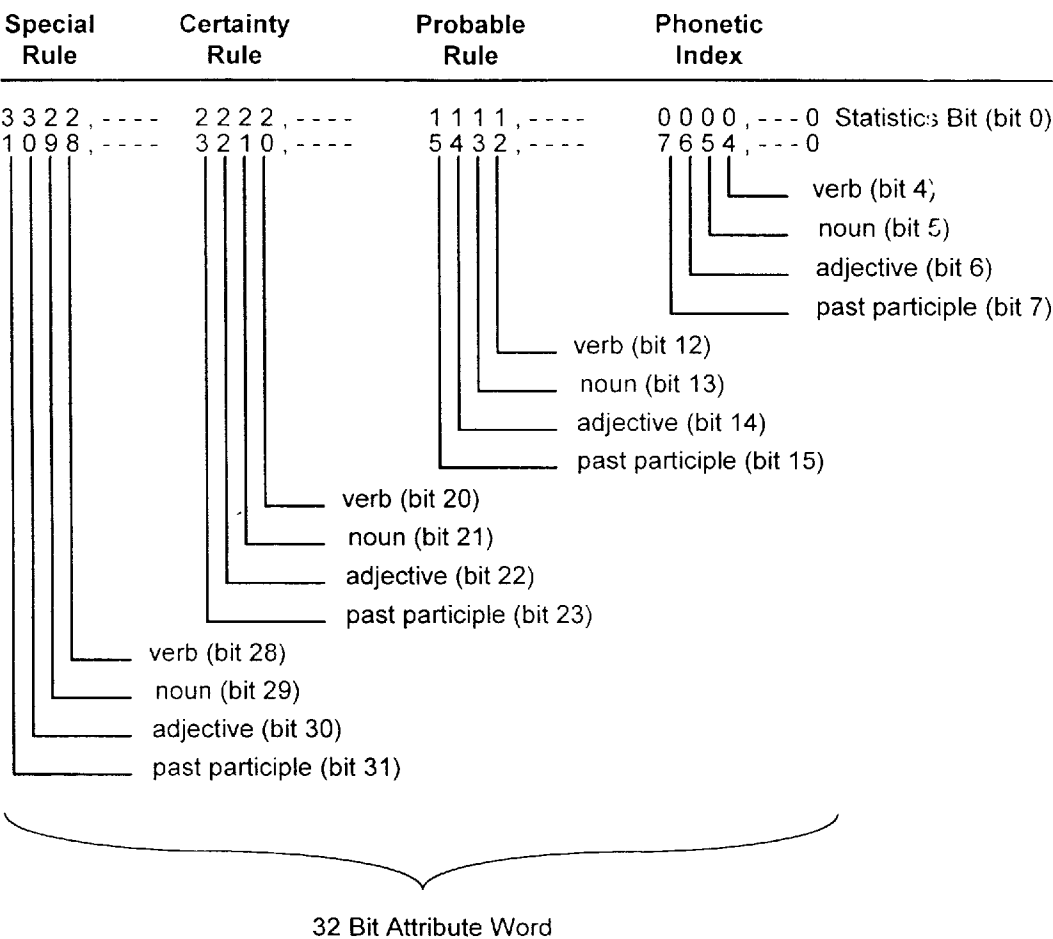 Special Certainty Probable Phonetic
Rule Rule Rule Index
3 3 2 2 , - - - - 2 2 2 2 , - - - - 1 1 1 1 , - - - - 0 0 0 0 , - - - 0 Statistics Bit (bit 0)
1 0 9 8 , - - - - 3 2 1 0 , - - - - 5 4 3 2 , - - - - 7 6 5 4 , - - - 0
verb (bit 4)
noun (bit 5)
adjective (bit 6)
past participle (bit 7)
verb (bit 12)
noun (bit 13)
adjective (bit 14)
past participle (bit 15)
verb (bit 20)
noun (bit 21)
adjective (bit 22)
past participle (bit 23)
verb (bit 28)
noun (bit 29)
adjective (bit 30)
past participle (bit 31)
32 Bit Attribute Word